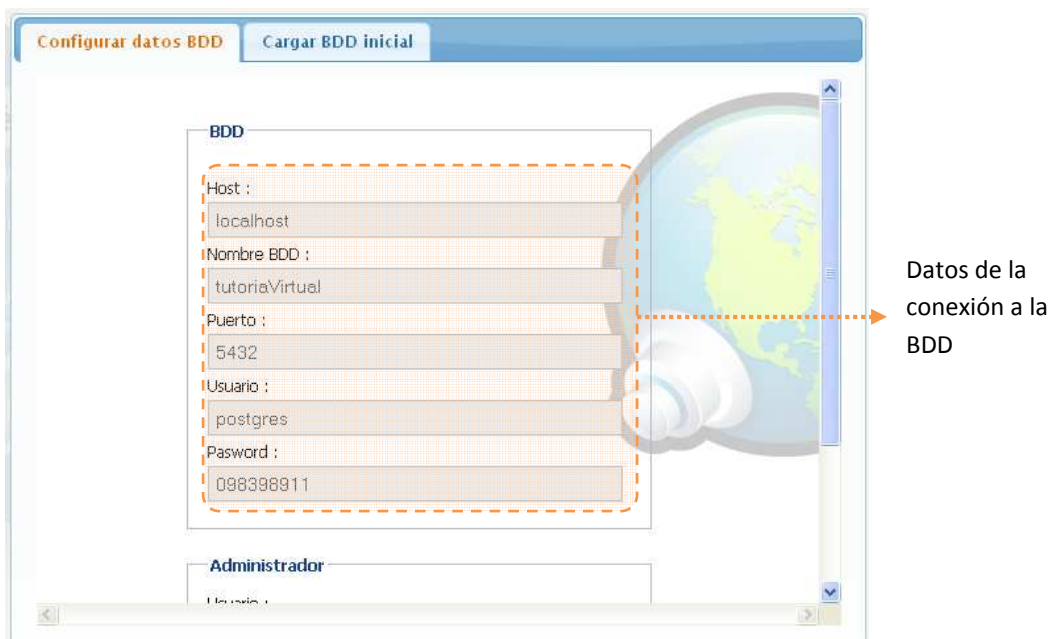 Configurar datos BDD
Cargar BDD inicial
BDD
Host :
localhost
Nombre BDD :
tutoriaVirtual
Puerto :
5432
Usuario :
postgres
Pasword :
098398911
Datos de la
conexión a la
BDD
Administrador
Usuario :